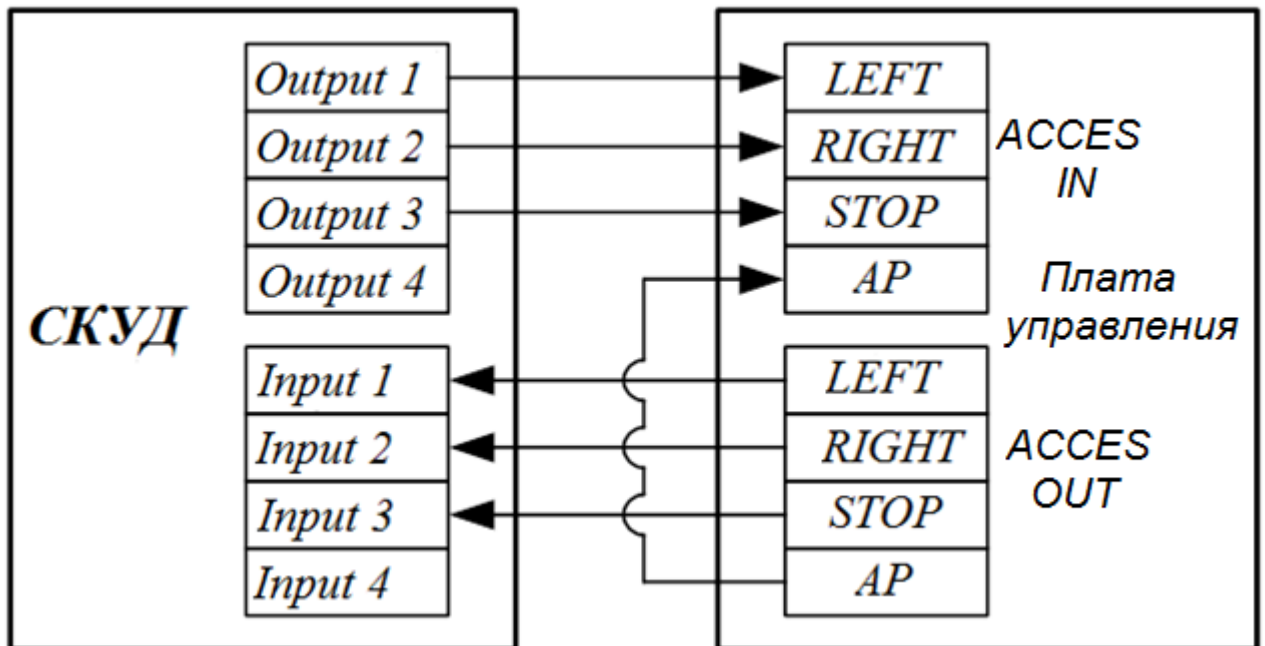 Output 1
Output 2
Output 3
Output 4
СКУД
Input 1
Input 2
Input 3
Input 4
LEFT
RIGHT
STOP
AP
ACCES
IN
Плата
управления
LEFT
RIGHT
STOP
AP
ACCES
OUT